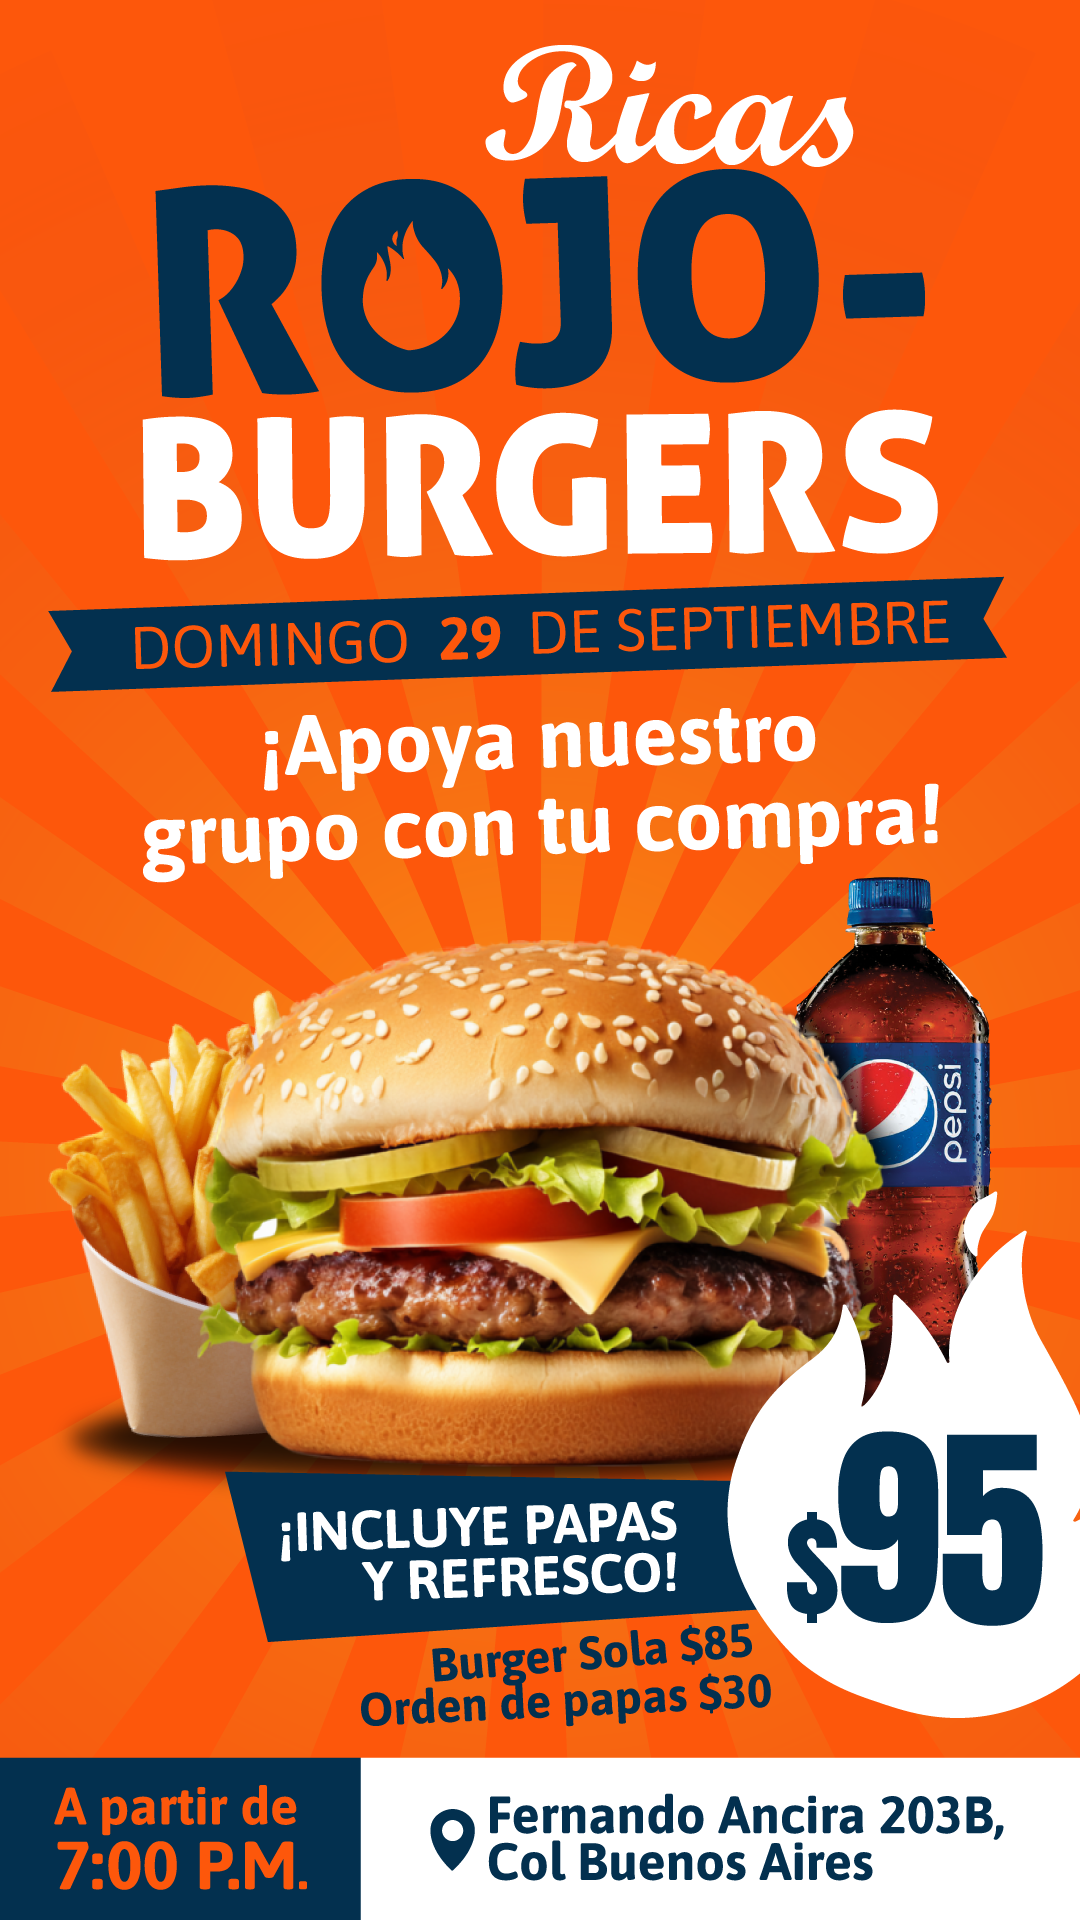 Ricas
ROJO-
BURGERS
DOMINGO 29 DE SEPTIEMBRE
¡Apoya nuestro
grupo con tu compra!
pepsi
$95
¡INCLUYE PAPAS
Y REFRESCO!
Burger Sola $85
Orden de papas $30
A partir de
7:00 P.M.
Fernando Ancira 203B,
Col Buenos Aires